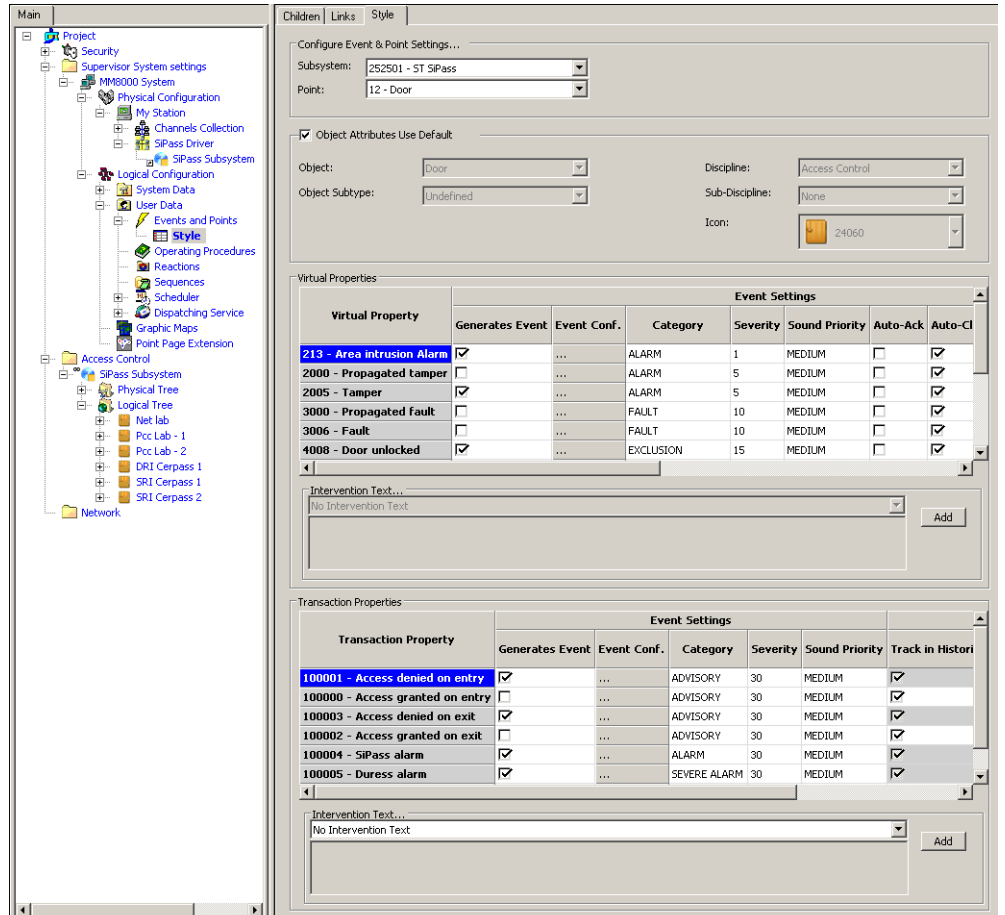 Main
Project
Security
Supervisor System settings
MM8000 System
Physical Configuration
My Station
Channels Collection
SiPass Driver
SiPass Subsystem
Logical Configuration
System Data
User Data
Events and Points
Style
Operating Procedures
Reactions
Sequences
Scheduler
Dispatching Service
Graphic Maps
Point Page Extension
Access Control
SiPass Subsystem
Physical Tree
Logical Tree
Net lab
Pcc Lab - 1
Pcc Lab - 2
DRI Cerpass 1
SRI Cerpass 1
SRI Cerpass 2
Network
Children Links Style
Configure Event & Point Settings...
Subsystem: 252501 - ST SiPass
Point: 12 - Door
Object Attributes Use Default
Object: Door Discipline: Access Control
Object Subtype: Undefined Sub-Discipline: None
Icon: 24060
Virtual Properties
Event Settings
Virtual Property Generates Event Event Conf. Category Severity Sound Priority Auto-Ack Auto-Cl
213 - Area intrusion Alarm ... ALARM 1 MEDIUM
2000 - Propagated tamper ... ALARM 5 MEDIUM
2005 - Tamper ... ALARM 5 MEDIUM
3000 - Propagated fault ... FAULT 10 MEDIUM
3006 - Fault ... FAULT 10 MEDIUM
4008 - Door unlocked ... EXCLUSION 15 MEDIUM
Intervention Text...
No Intervention Text
Add
Transaction Properties
Event Settings
Transaction Property Generates Event Event Conf. Category Severity Sound Priority Track in Histori
100001 - Access denied on entry ... ADVISORY 30 MEDIUM
100000 - Access granted on entry ... ADVISORY 30 MEDIUM
100003 - Access denied on exit ... ADVISORY 30 MEDIUM
100002 - Access granted on exit ... ADVISORY 30 MEDIUM
100004 - SiPass alarm ... ALARM 30 MEDIUM
100005 - Duress alarm ... SEVERE ALARM 30 MEDIUM
Intervention Text...
No Intervention Text
Add